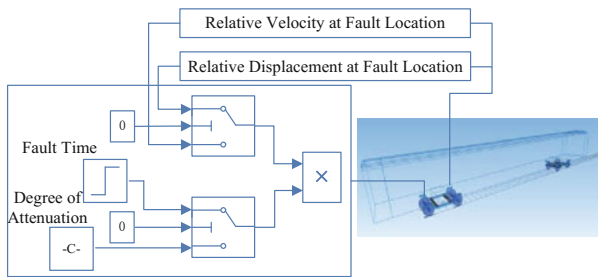 Relative Velocity at Fault Location
Relative Displacement at Fault Location
0
Fault Time
×
Degree of
Attenuation
0
-C-